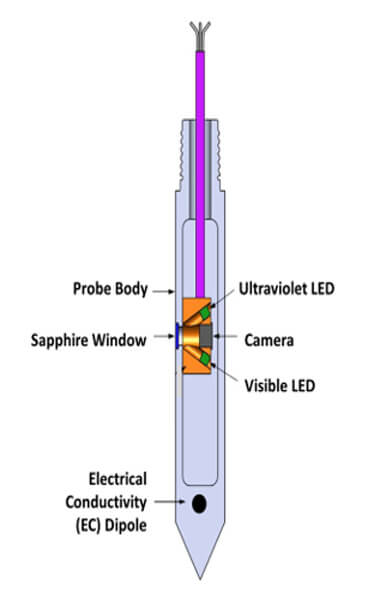 Probe Body
Ultraviolet LED
Sapphire Window
Camera
Visible LED
Electrical
Conductivity
(EC) Dipole